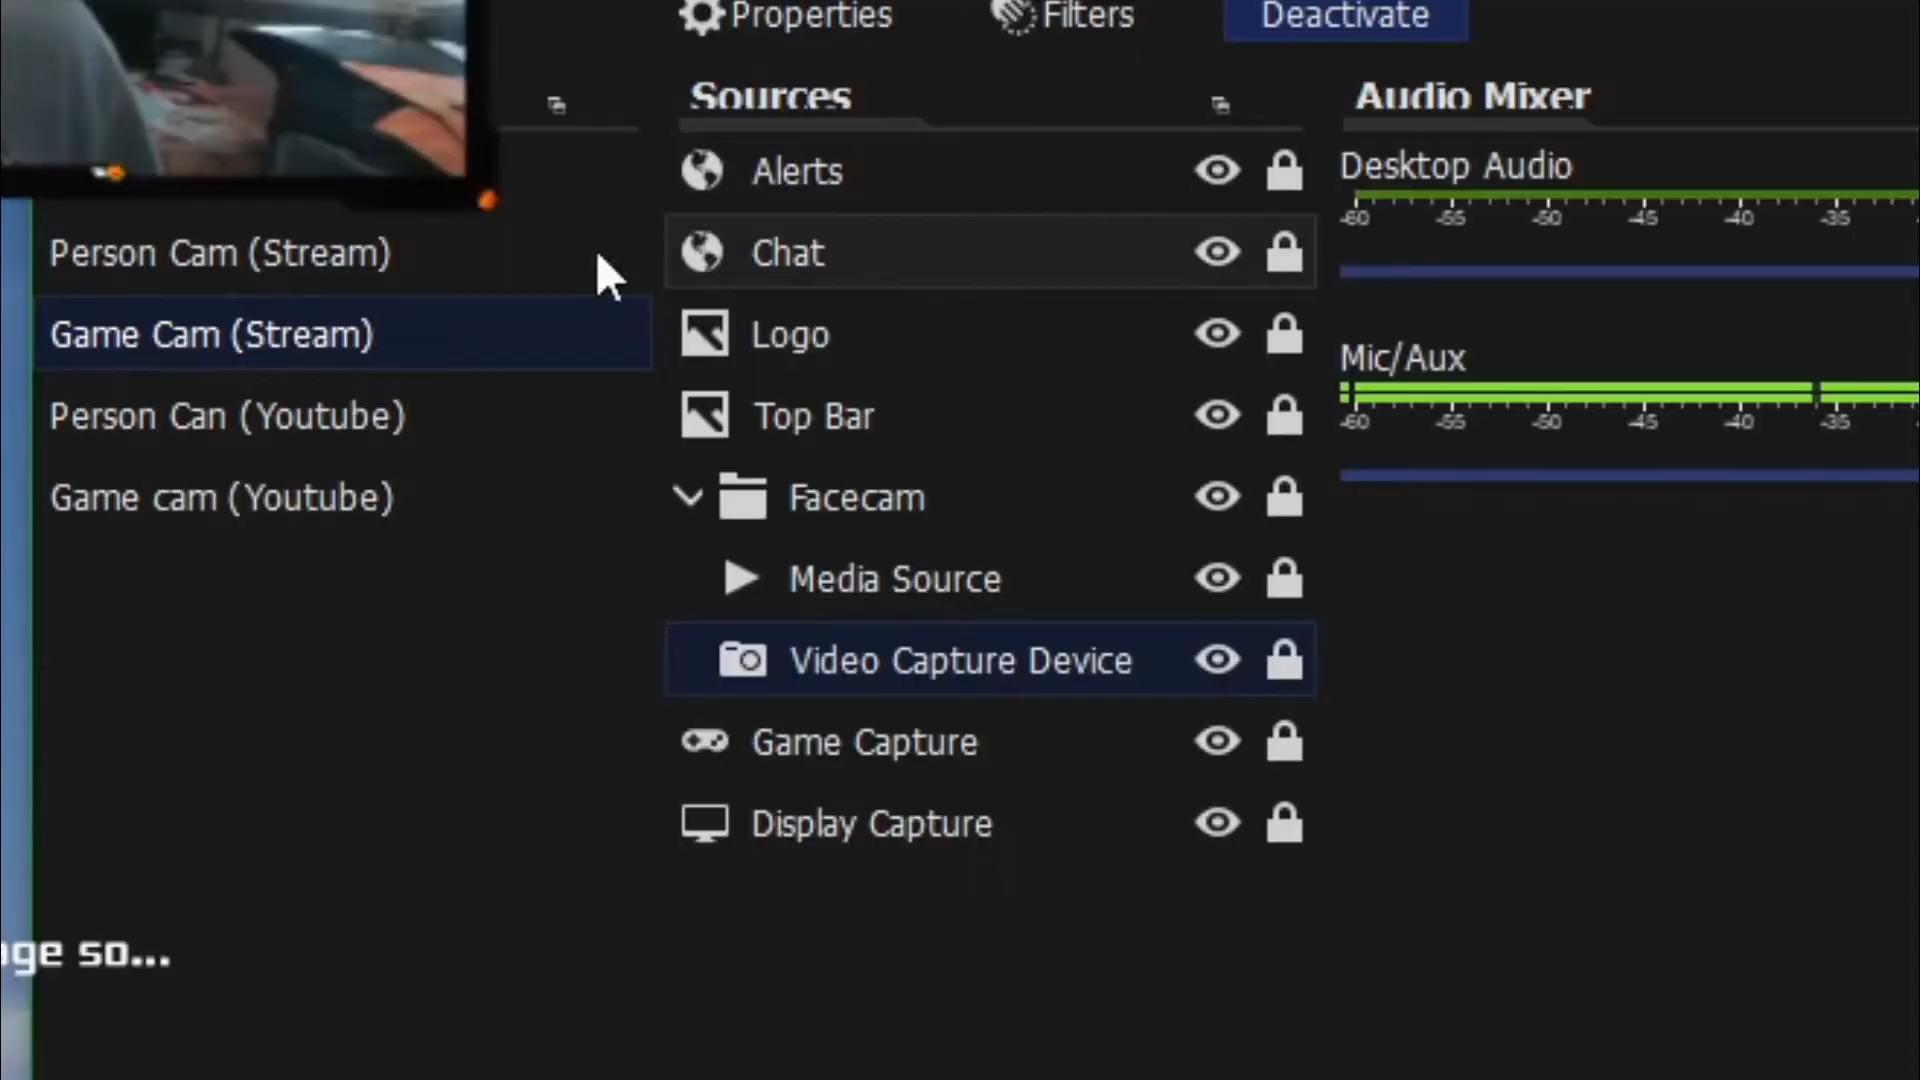 Properties
Filters
Deactivate
Sources
Audio Mixer
Alerts
Desktop Audio
-60 -55 -50 -45 -40 -35
Person Cam (Stream)
Chat
Game Cam (Stream)
Logo
Mic/Aux
-60 -55 -50 -45 -40 -35
Person Can (Youtube)
Top Bar
Game cam (Youtube)
Facecam
Media Source
Video Capture Device
Game Capture
Display Capture
so...